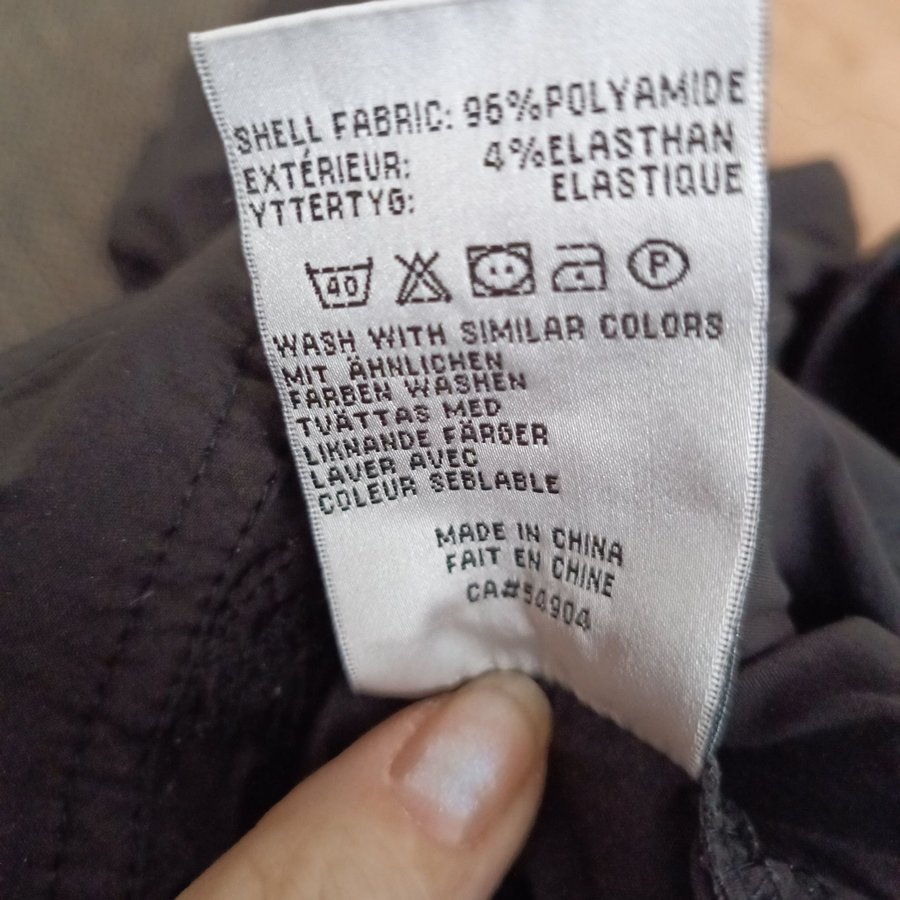 SHELL FABRIC: 96%POLYAMIDE
EXTÉRIEUR: 4%ELASTHAN
YTTERTYG: ELASTIQUE
40 P
WASH WITH SIMILAR COLORS
MIT ÄHNLICHEN
FARBEN WASHEN
TVÄTTAS MED
LIKNANDE FÄRGER
LAVER AVEC
COLEUR SEBLABLE
MADE IN CHINA
FAIT EN CHINE
CA#54904